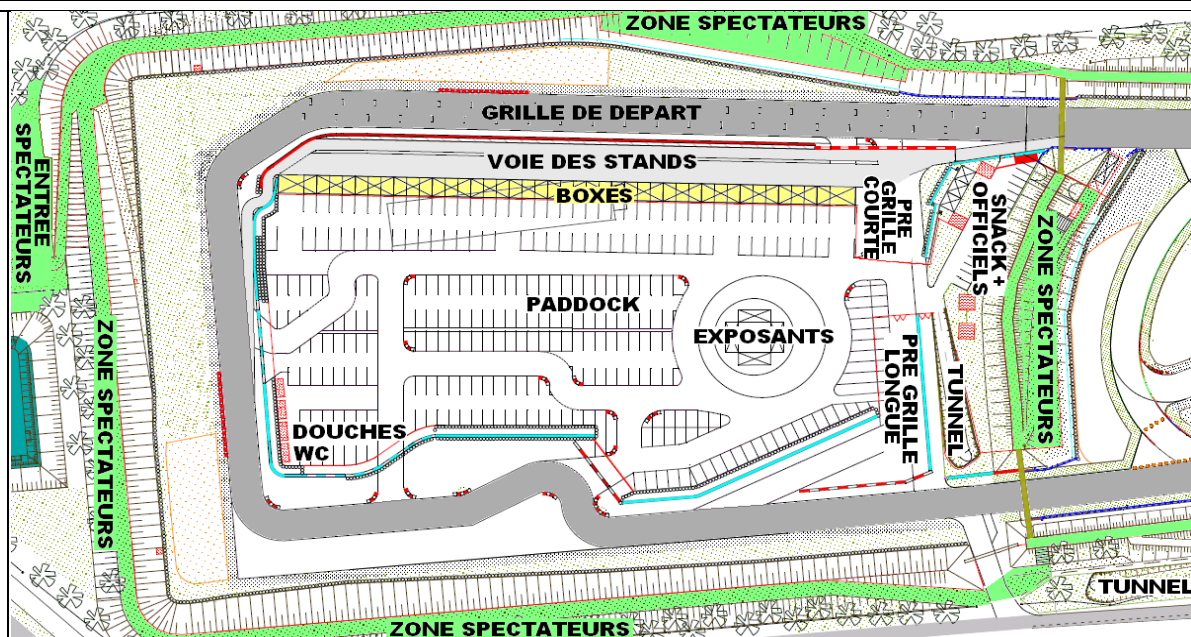 ZONE SPECTATEURS
GRILLE DE DEPART
VOIE DES STANDS
BOXES
ENTREE
SPECTATEURS
PRE
GRILLE
COURTE
SNACK +
OFFICIELS
ZONE SPECTATEURS
PADDOCK
EXPOSANTS
ZONE SPECTATEURS
PRE GRILLE
LONGUE
TUNNEL
DOUCHES
WC
TUNNEL
ZONE SPECTATEURS